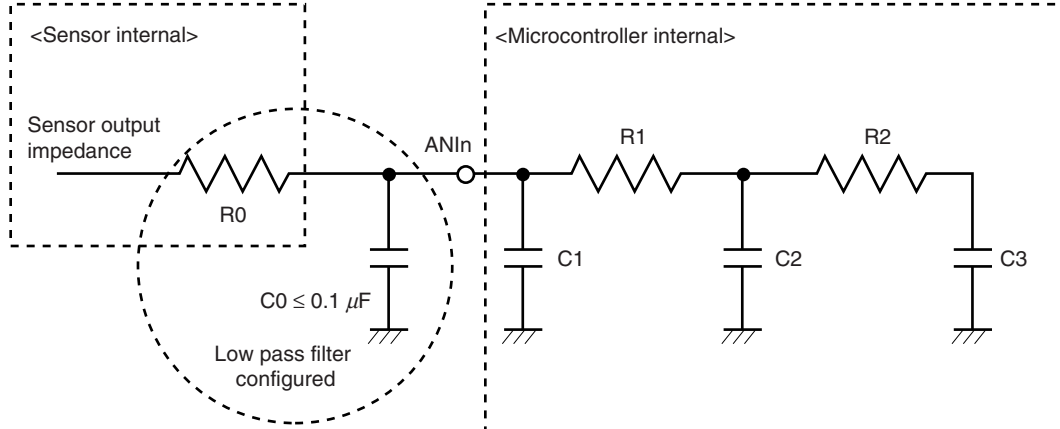 <Sensor internal>
<Microcontroller internal>
Sensor output
impedance
ANIn
R1
R2
R0
C1
C2
C3
C0 ≤ 0.1 μF
Low pass filter
configured